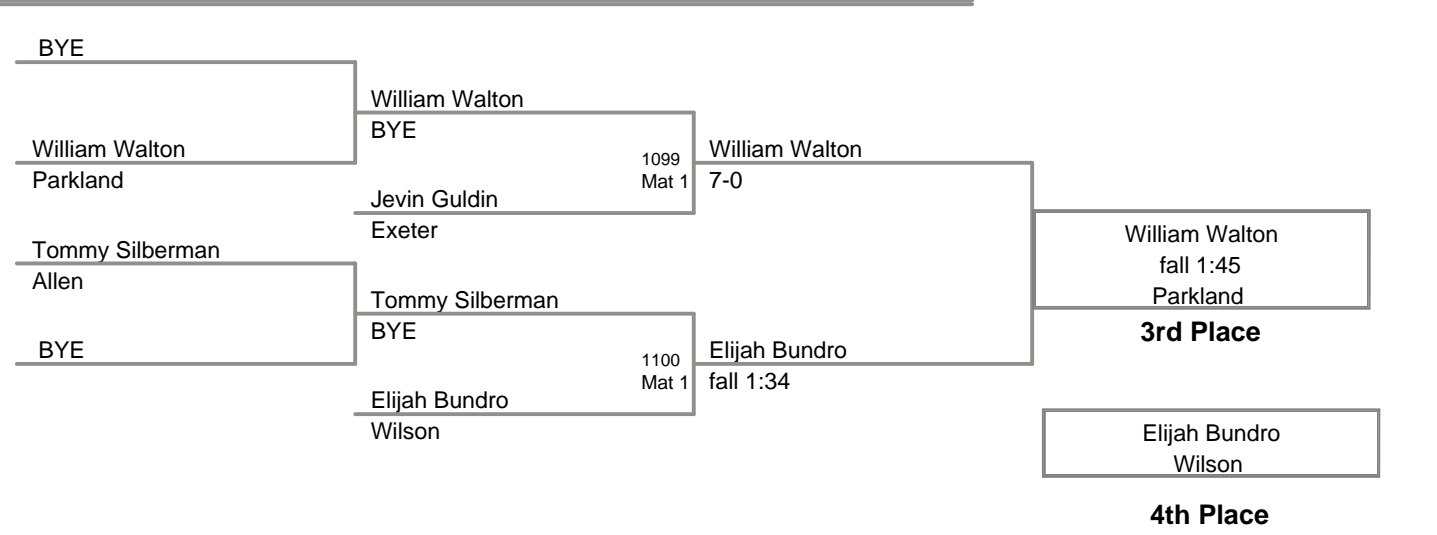 BYE
William Walton
Parkland
Tommy Silberman
Allen
BYE
William Walton
BYE
1099
Mat 1
Jevin Guldin
Exeter
Tommy Silberman
BYE
1100
Mat 1
Elijah Bundro
Wilson
William Walton
7-0
Elijah Bundro
fall 1:34
William Walton
fall 1:45
Parkland
3rd Place
Elijah Bundro
Wilson
4th Place